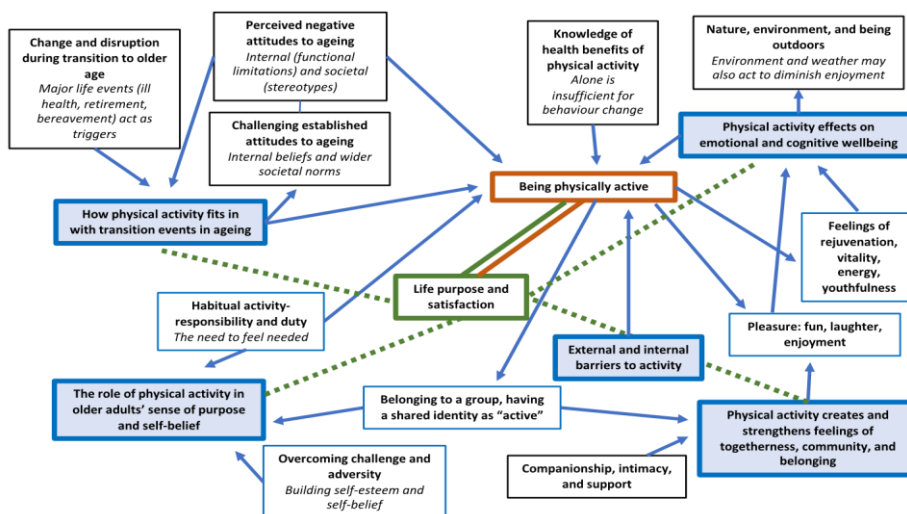 Change and disruption
during transition to older
age
Major life events (ill
health, retirement,
bereavement) act as
triggers
Perceived negative
attitudes to ageing
Internal (functional
limitations) and societal
(stereotypes)
Knowledge of
health benefits of
physical activity
Alone is
insufficient for
behaviour change
Nature, environment, and being
outdoors
Environment and weather may
also act to diminish enjoyment
Challenging established
attitudes to ageing
Internal beliefs and wider
societal norms
Physical activity effects on
emotional and cognitive wellbeing
Being physically active
How physical activity fits in
with transition events in ageing
Feelings of
rejuvenation,
vitality,
energy,
youthfulness
Life purpose and
satisfaction
Habitual activity-
responsibility and duty
The need to feel needed
Pleasure: fun, laughter,
enjoyment
External and internal
barriers to activity
The role of physical activity in
older adults' sense of purpose
and self-belief
Belonging to a group, having
a shared identity as “active”
Physical activity creates and
strengthens feelings of
togetherness, community, and
belonging
Overcoming challenge and
adversity
Building self-esteem and
self-belief
Companionship, intimacy,
and support